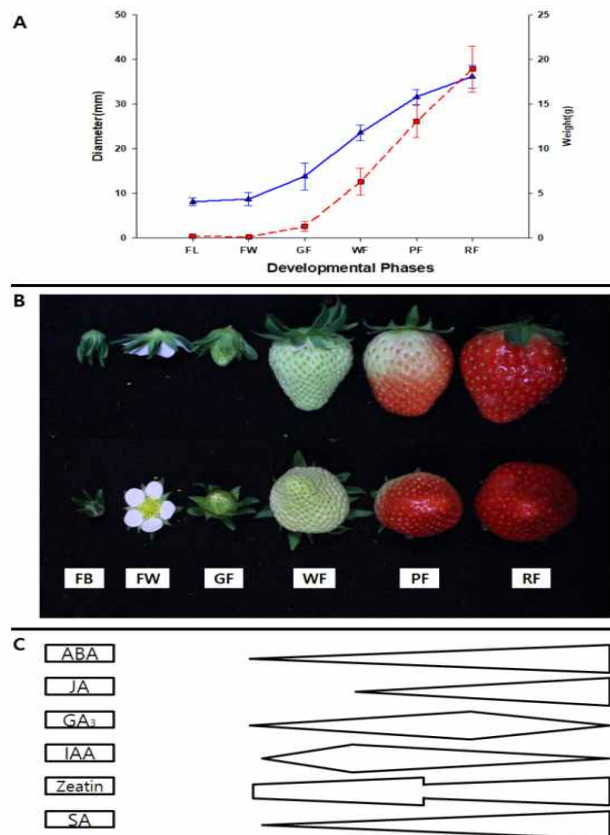 A
50
40
30
20
10
0
Diameter(mm)
25
20
15
10
5
0
Weight(g)
FL FW GF WF PF RF
Developmental Phases
B
FB FW GF WF PF RF
C
ABA
JA
GA₃
IAA
Zeatin
SA